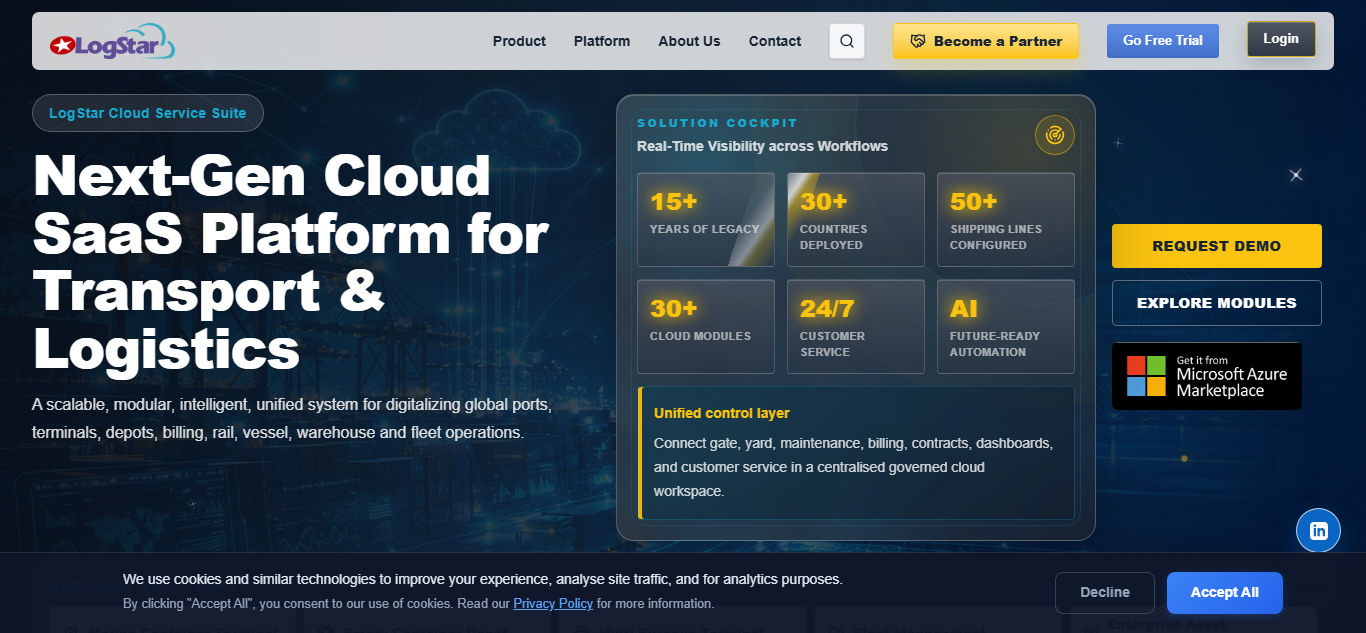 LogStar
Product
Platform
About Us
Contact
Become a Partner
Go Free Trial
Login
LogStar Cloud Service Suite
Next-Gen Cloud
SaaS Platform for
Transport &
Logistics
A scalable, modular, intelligent, unified system for digitalizing global ports,
terminals, depots, billing, rail, vessel, warehouse and fleet operations.
SOLUTION COCKPIT
Real-Time Visibility across Workflows
15+
YEARS OF LEGACY
30+
COUNTRIES
DEPLOYED
50+
SHIPPING LINES
CONFIGURED
30+
CLOUD MODULES
24/7
CUSTOMER
SERVICE
AI
FUTURE-READY
AUTOMATION
Unified control layer
Connect gate, yard, maintenance, billing, contracts, dashboards,
and customer service in a centralised governed cloud
workspace.
REQUEST DEMO
EXPLORE MODULES
Get it from
Microsoft Azure
Marketplace
in
We use cookies and similar technologies to improve your experience, analyse site traffic, and for analytics purposes.
By clicking "Accept All", you consent to our use of cookies. Read our Privacy Policy for more information.
Decline
Accept All
Enterprise Asset